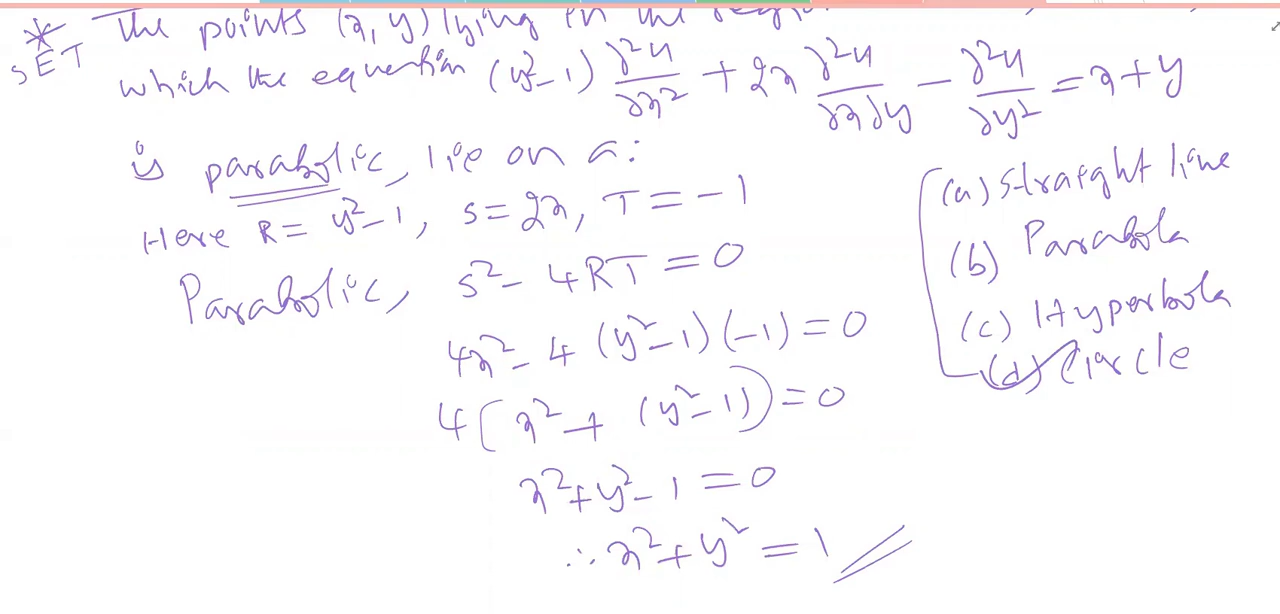 * The points (x, y) lying in the region
SET which the equation (y²-1) ∂²u/∂x² + 2x ∂²u/∂x∂y - ∂²u/∂y² = x+y
is parabolic, lie on a:
Here R = y²-1, S = 2x, T = -1
Parabolic, S² - 4RT = 0
4x² - 4 (y²-1)(-1) = 0
4[x² + (y²-1)] = 0
x²+y²-1 = 0
∴ x²+y² = 1
(a) Straight line
(b) Parabola
(c) Hyperbola
(d) Circle